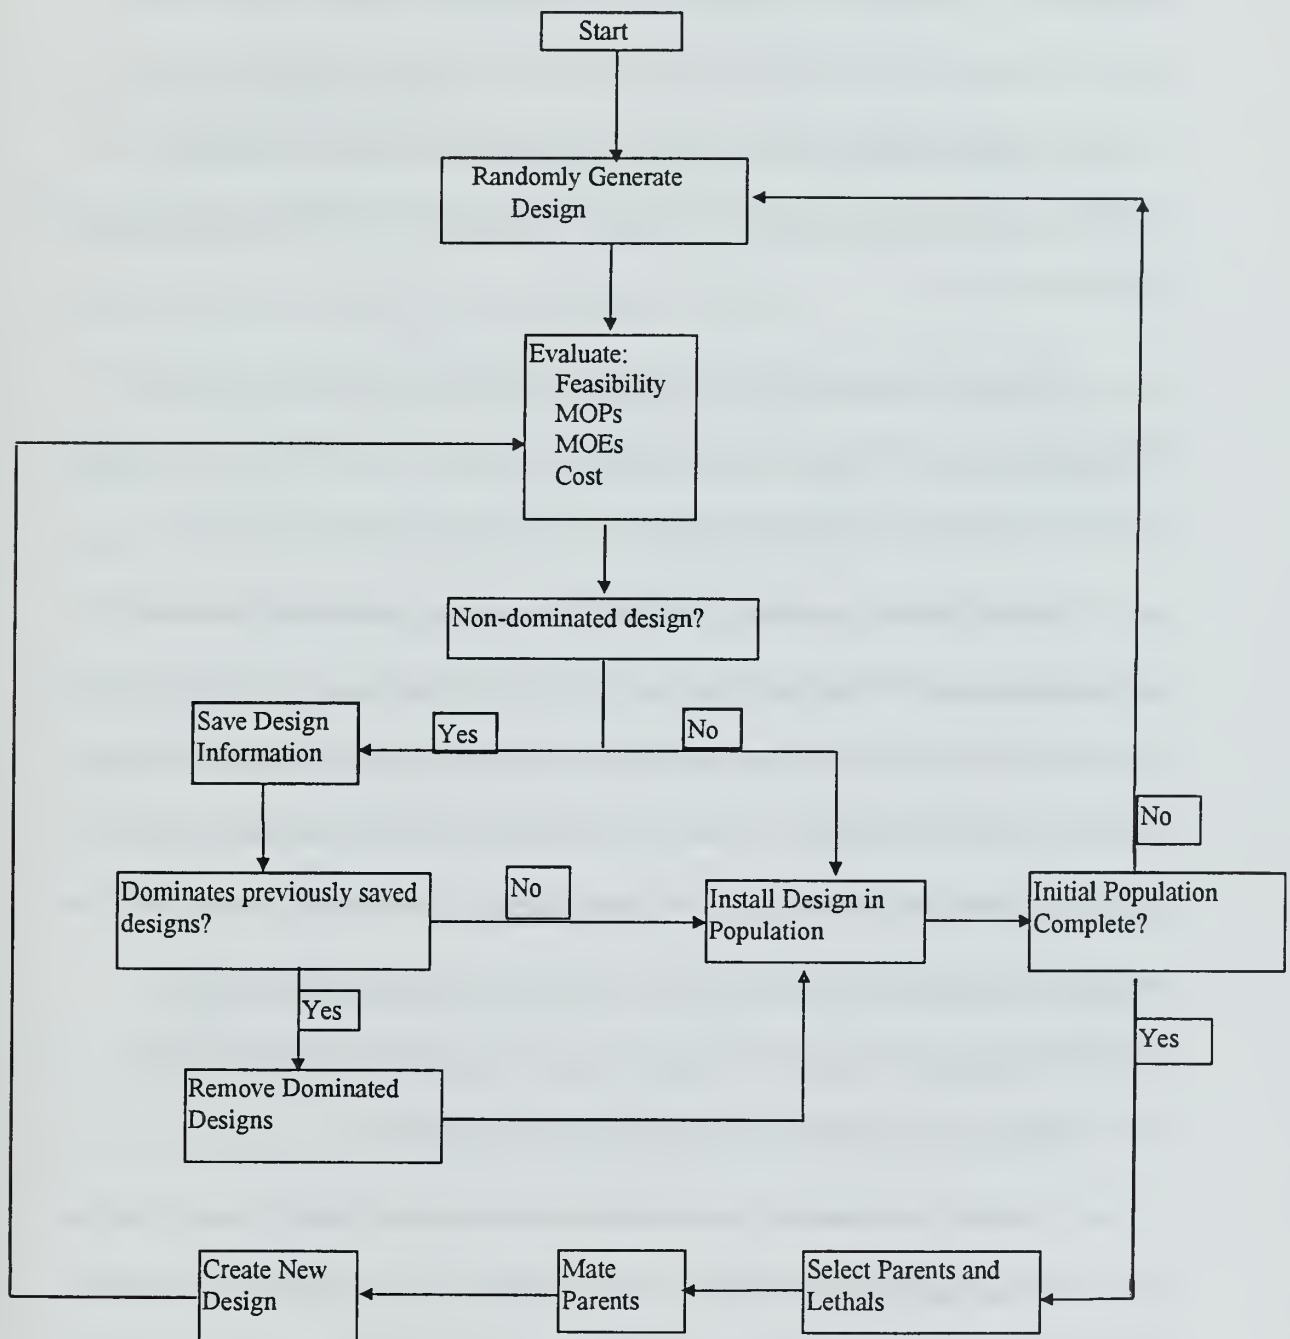 Start
Randomly Generate
Design
Evaluate:
Feasibility
MOPs
MOEs
Cost
Non-dominated design?
Save Design
Information
Yes
No
No
Dominates previously saved
designs?
No
Install Design in
Population
Initial Population
Complete?
Yes
Yes
Remove Dominated
Designs
Create New
Design
Mate
Parents
Select Parents and
Lethals